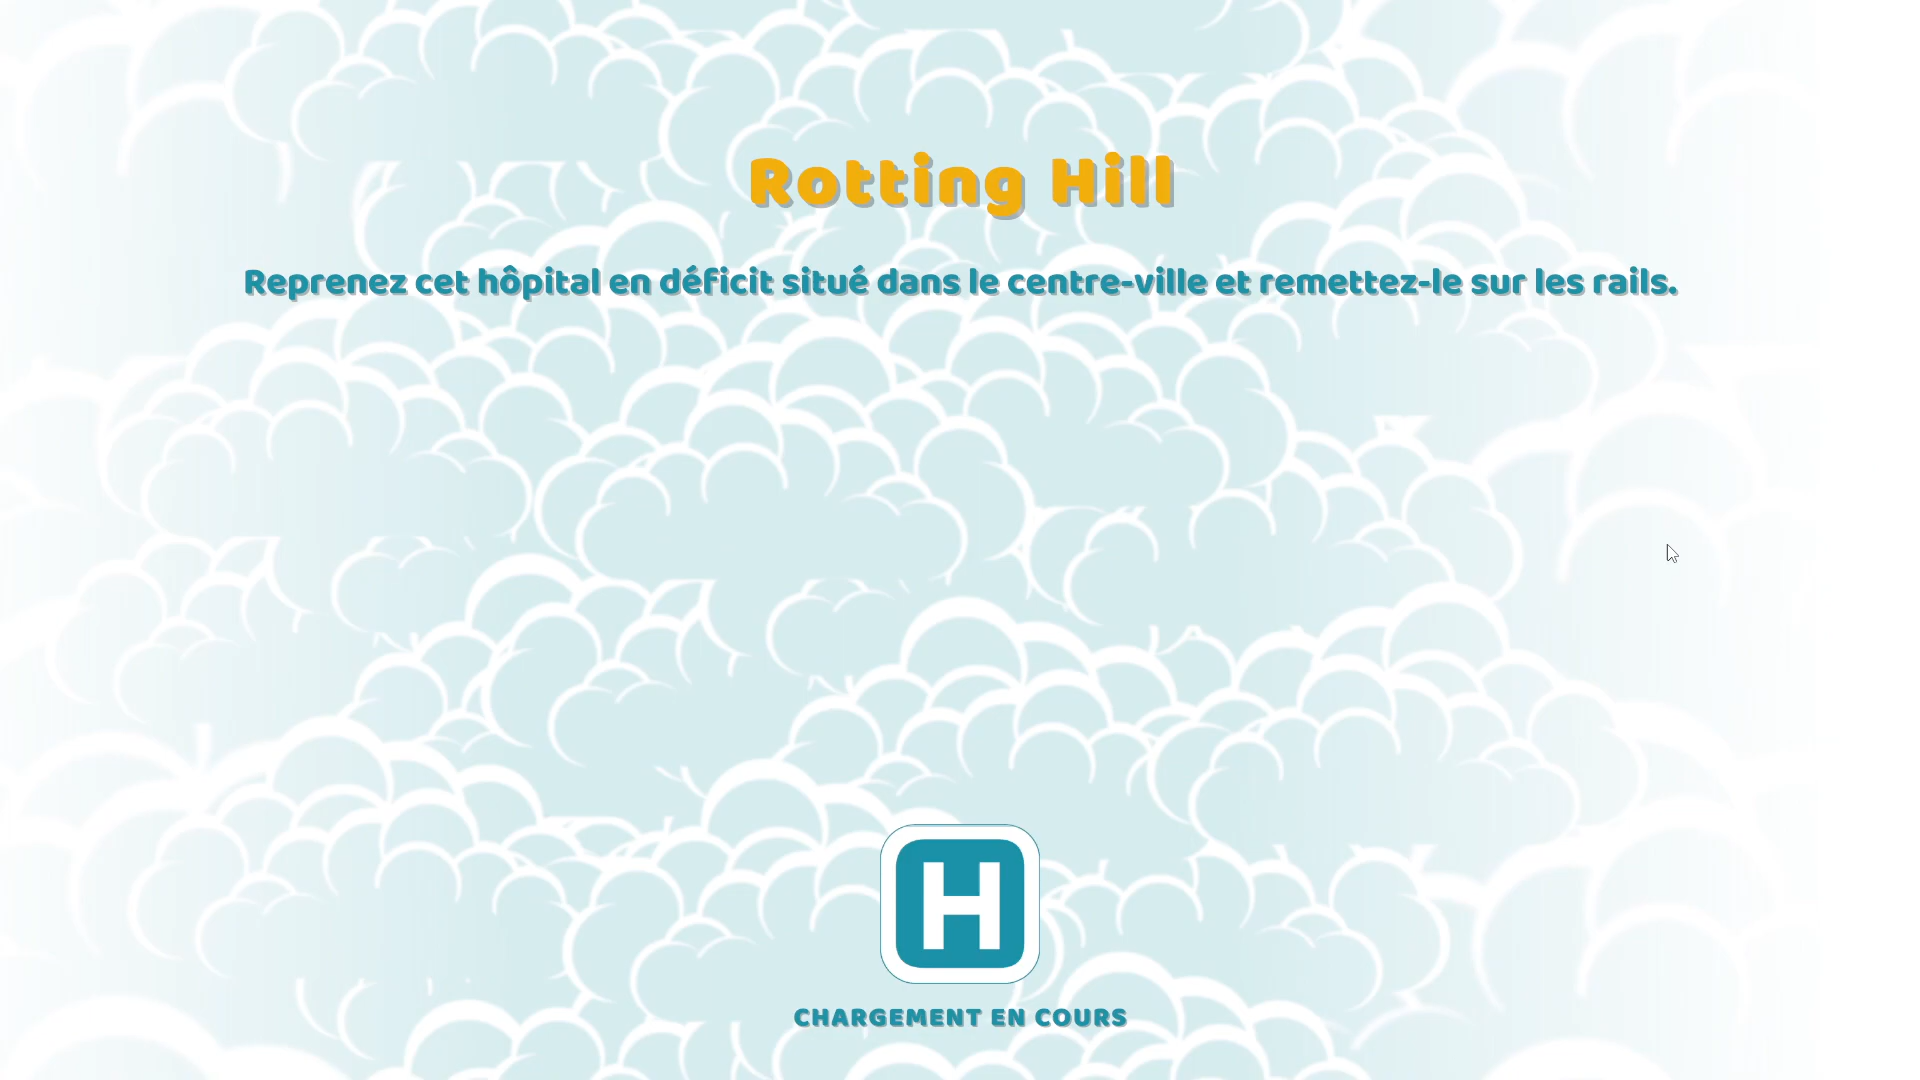 Rotting Hill
Reprenez cet hôpital en déficit situé dans le centre-ville et remettez-le sur les rails.
H
CHARGEMENT EN COURS